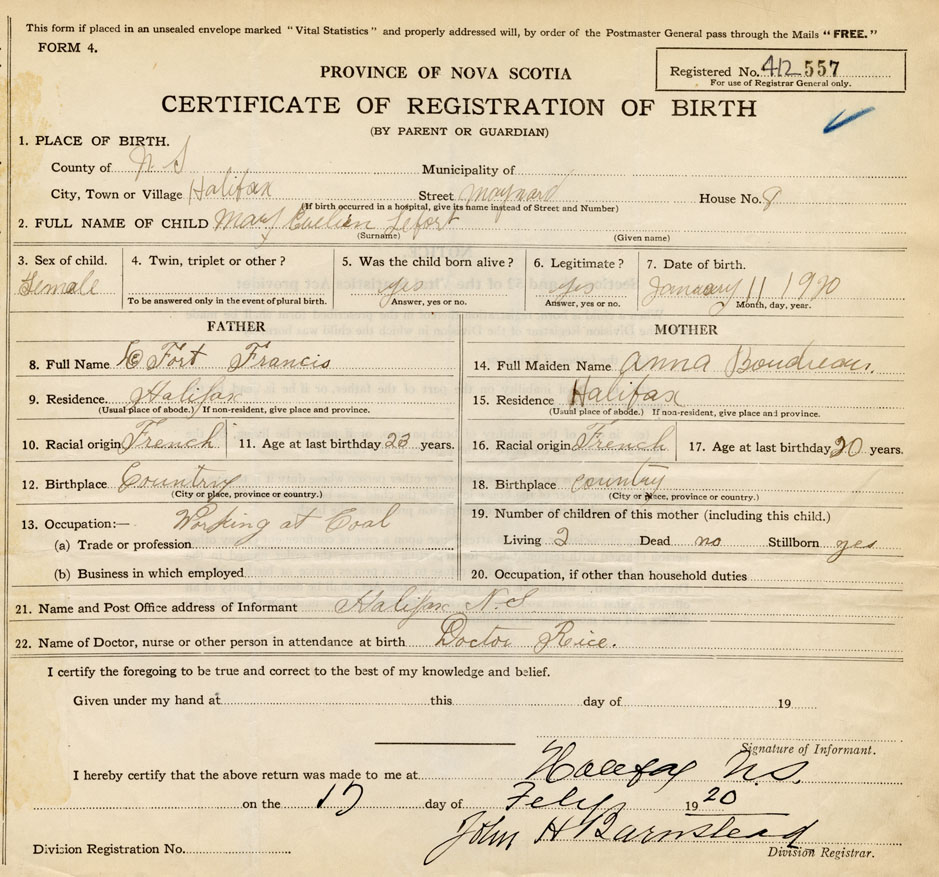 This form if placed in an unsealed envelope marked "Vital Statistics" and properly addressed will, by order of the Postmaster General pass through the Mails "FREE."
FORM 4.
PROVINCE OF NOVA SCOTIA
Registered No. 412 557
For use of Registrar General only.
CERTIFICATE OF REGISTRATION OF BIRTH
(BY PARENT OR GUARDIAN)
1. PLACE OF BIRTH.
County of N. S Municipality of
City, Town or Village Halifax Street Maynard House No.
(If birth occurred in a hospital, give its name instead of Street and Number)
2. FULL NAME OF CHILD Mary Lefort
(Surname) (Given name)
3. Sex of child. 4. Twin, triplet or other? 5. Was the child born alive? 6. Legitimate? 7. Date of birth.
Female yes yes January 11 1920
To be answered only in the event of plural birth. Answer, yes or no. Answer, yes or no. Month, day, year.
FATHER MOTHER
8. Full Name Fort Francis 14. Full Maiden Name anna Boudreau.
9. Residence. Halifax 15. Residence Halifax
(Usual place of abode.) If non-resident, give place and province. (Usual place of abode.) If non-resident, give place and province.
10. Racial origin French 11. Age at last birthday 23 years. 16. Racial origin French 17. Age at last birthday 20 years.
12. Birthplace Country 18. Birthplace country
(City or place, province or country.) (City or place, province or country.)
13. Occupation:— Working at Coal 19. Number of children of this mother (including this child.)
(a) Trade or profession Living 2 Dead no Stillborn yes
(b) Business in which employed 20. Occupation, if other than household duties
21. Name and Post Office address of Informant Halifax N.S
22. Name of Doctor, nurse or other person in attendance at birth Doctor Rice.
I certify the foregoing to be true and correct to the best of my knowledge and belief.
Given under my hand at this day of 19
Signature of Informant.
I hereby certify that the above return was made to me at Halifax N.S.
on the day of Feby 1920
John H Barnstead
Division Registration No. Division Registrar.